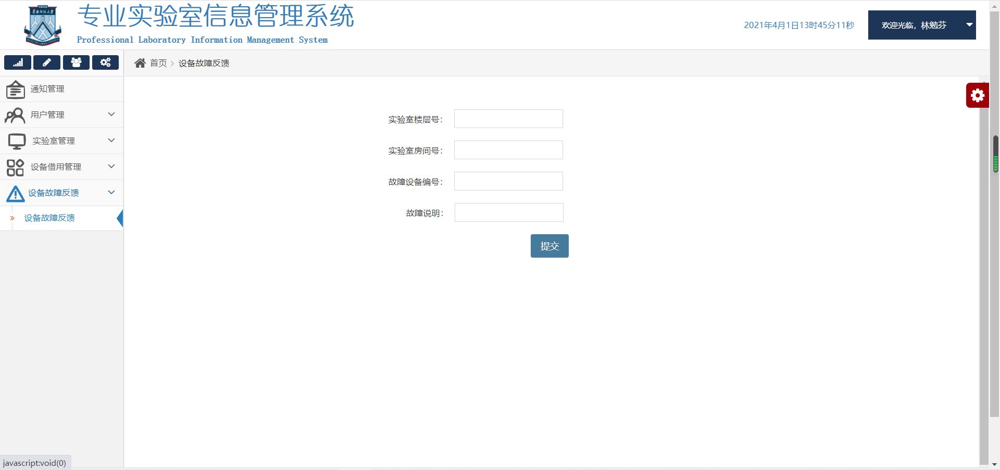 1933
专业实验室信息管理系统
Professional Laboratory Information Management System
2021年4月1日13时45分11秒
欢迎光临，林勉芬
首页
设备故障反馈
通知管理
用户管理
实验室管理
设备借用管理
设备故障反馈
设备故障反馈
实验室楼层号：
实验室房间号：
故障设备编号：
故障说明：
提交
javascript:void(0)